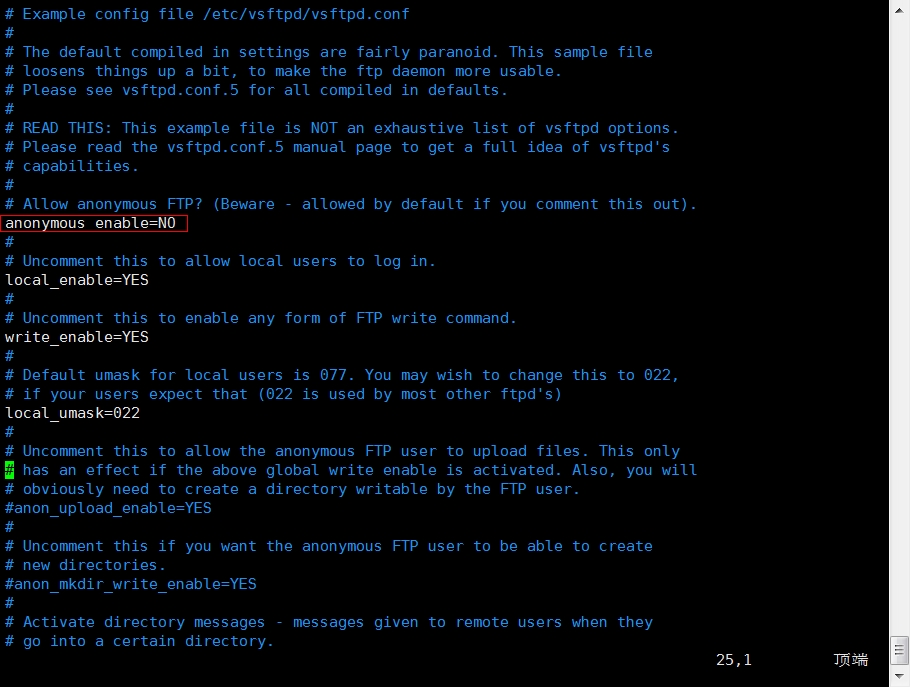 # Example config file /etc/vsftpd/vsftpd.conf
#
# The default compiled in settings are fairly paranoid. This sample file
# loosens things up a bit, to make the ftp daemon more usable.
# Please see vsftpd.conf.5 for all compiled in defaults.
#
# READ THIS: This example file is NOT an exhaustive list of vsftpd options.
# Please read the vsftpd.conf.5 manual page to get a full idea of vsftpd's
# capabilities.
#
# Allow anonymous FTP? (Beware - allowed by default if you comment this out).
anonymous_enable=NO
#
# Uncomment this to allow local users to log in.
local_enable=YES
#
# Uncomment this to enable any form of FTP write command.
write_enable=YES
#
# Default umask for local users is 077. You may wish to change this to 022,
# if your users expect that (022 is used by most other ftpd's)
local_umask=022
#
# Uncomment this to allow the anonymous FTP user to upload files. This only
# has an effect if the above global write enable is activated. Also, you will
# obviously need to create a directory writable by the FTP user.
#anon_upload_enable=YES
#
# Uncomment this if you want the anonymous FTP user to be able to create
# new directories.
#anon_mkdir_write_enable=YES
#
# Activate directory messages - messages given to remote users when they
# go into a certain directory.
25,1 顶端